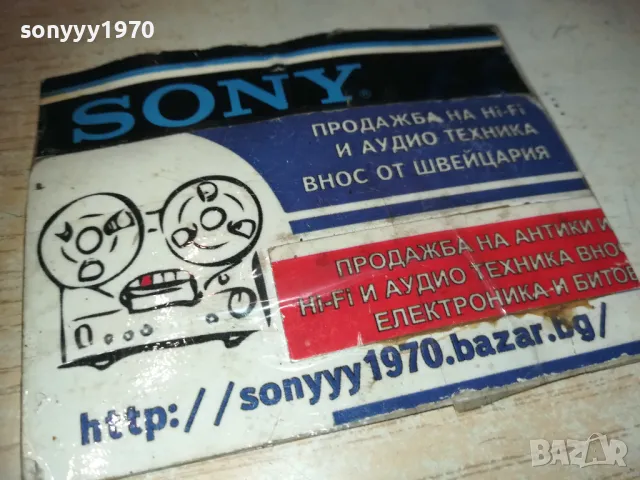 sonyyy1970
SONY
ПРОДАЖБА НА Hi-Fi
И АУДИО ТЕХНИКА
ВНОС ОТ ШВЕЙЦАРИЯ
ПРОДАЖБА НА АНТИКИ И
Hi-Fi И АУДИО ТЕХНИКА ВНО
ЕЛЕКТРОНИКА И БИТОВ
http://sonyyy1970.bazar.bg/
BAZAR